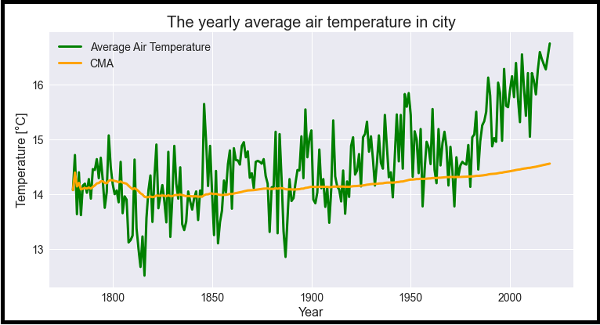 The yearly average air temperature in city
Average Air Temperature
CMA
Temperature [°C]
16
15
14
13
1800
1850
1900
1950
2000
Year